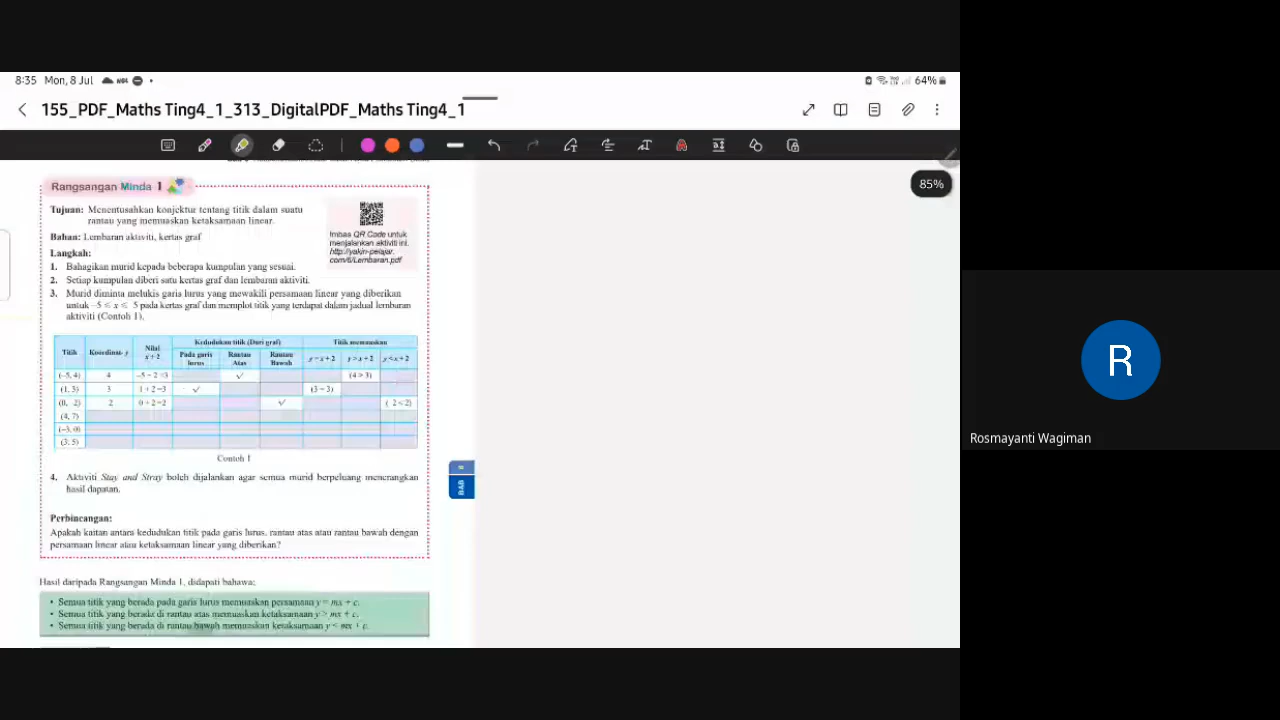 8:35 Mon, 8 Jul
64%
155_PDF_Maths Ting4_1_313_DigitalPDF_Maths Ting4_1
85%
Rangsangan Minda 1
Tujuan: Menentusahkan konjektur tentang titik dalam suatu
rantau yang memuaskan ketaksamaan linear.
Bahan: Lembaran aktiviti, kertas graf
Imbas QR Code untuk
menjalankan aktiviti ini.
http://yakin-pelajar.
com/6/Lembaran.pdf
Langkah:
1. Bahagikan murid kepada beberapa kumpulan yang sesuai.
2. Setiap kumpulan diberi satu kertas graf dan lembaran aktiviti.
3. Murid diminta melukis garis lurus yang mewakili persamaan linear yang diberikan
untuk –5 ≤ x ≤ 5 pada kertas graf dan memplot titik yang terdapat dalam jadual lembaran
aktiviti (Contoh 1).
Titik Koordinat- y Nilai x + 2 Kedudukan titik (Dari graf) Titik memuaskan
Pada garis lurus Rantau Atas Rantau Bawah y = x + 2 y > x + 2 y < x + 2
(–5, 4) 4 ✓ (4 > 3)
(1, 3) 3 1 + 2 = 3 ✓ (3 = 3)
(0, 2) 2 0 + 2 = 2 ✓ ( 2 < 2)
(4, 7)
(–3, 0)
(3, 5)
Contoh 1
4. Aktiviti Stay and Stray boleh dijalankan agar semua murid berpeluang menerangkan
hasil dapatan.
BAB
Perbincangan:
Apakah kaitan antara kedudukan titik pada garis lurus, rantau atas atau rantau bawah dengan
persamaan linear atau ketaksamaan linear yang diberikan?
Hasil daripada Rangsangan Minda 1, didapati bahawa;
• Semua titik yang berada pada garis lurus memuaskan persamaan y = mx + c.
• Semua titik yang berada di rantau atas memuaskan ketaksamaan y > mx + c.
• Semua titik yang berada di rantau bawah memuaskan ketaksamaan y < mx + c.
R
Rosmayanti Wagiman